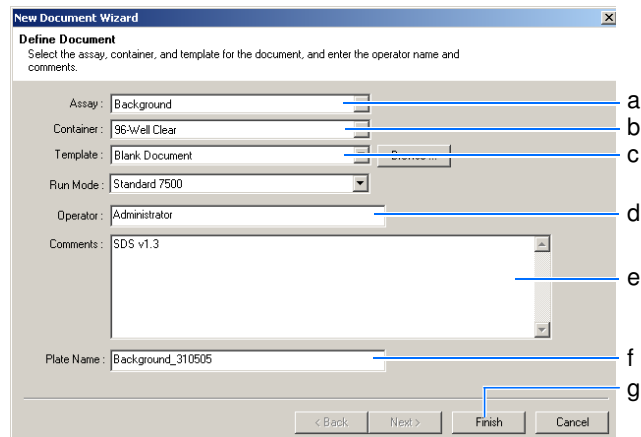 New Document Wizard
Define Document
Select the assay, container, and template for the document, and enter the operator name and
comments.
Assay : Background a
Container : 96-Well Clear b
Template : Blank Document Browse ... c
Run Mode : Standard 7500
Operator : Administrator d
Comments : SDS v1.3
e
Plate Name : Background_310505 f
g
< Back Next > Finish Cancel